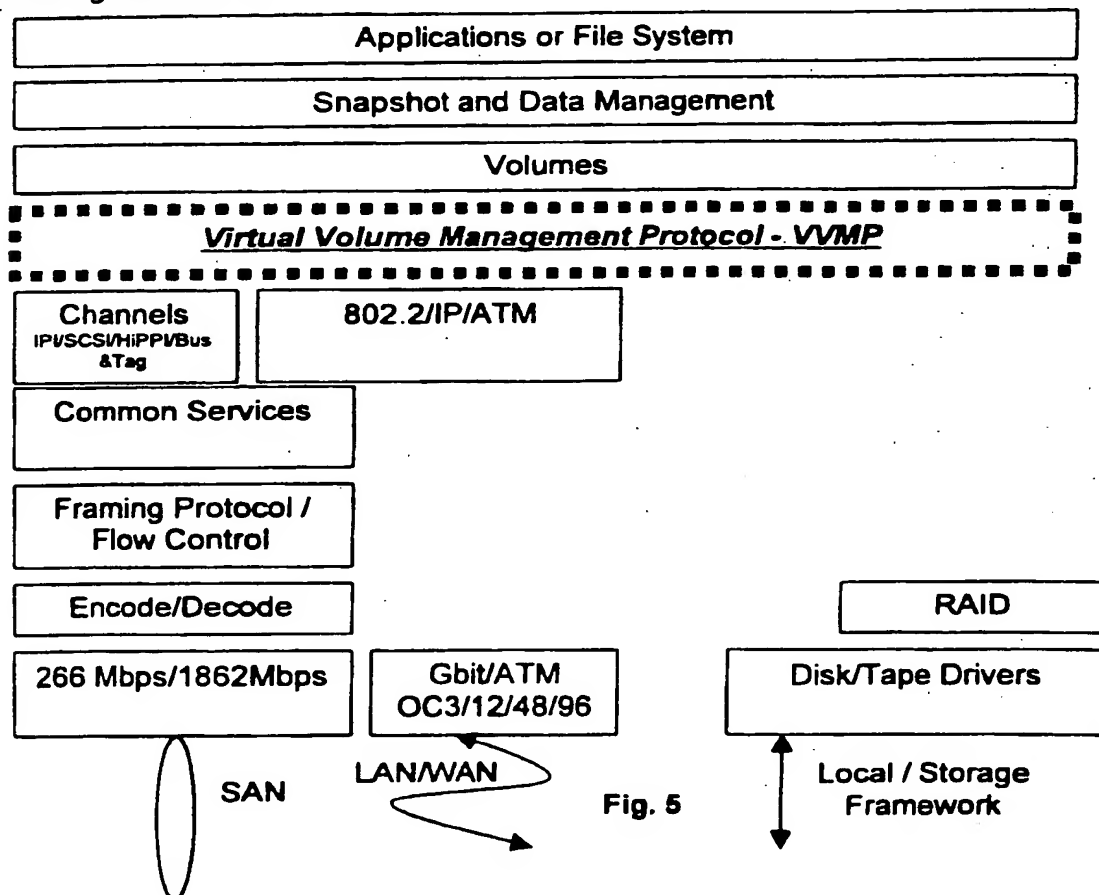 Applications or File System
Snapshot and Data Management
Volumes
Virtual Volume Management Protocol - VVMP
Channels
IPI/SCSI/HiPPI/Bus
&Tag
802.2/IP/ATM
Common Services
Framing Protocol /
Flow Control
Encode/Decode
RAID
266 Mbps/1862Mbps
Gbit/ATM
OC3/12/48/96
Disk/Tape Drivers
SAN
LAN/WAN
Local / Storage
Framework
Fig. 5